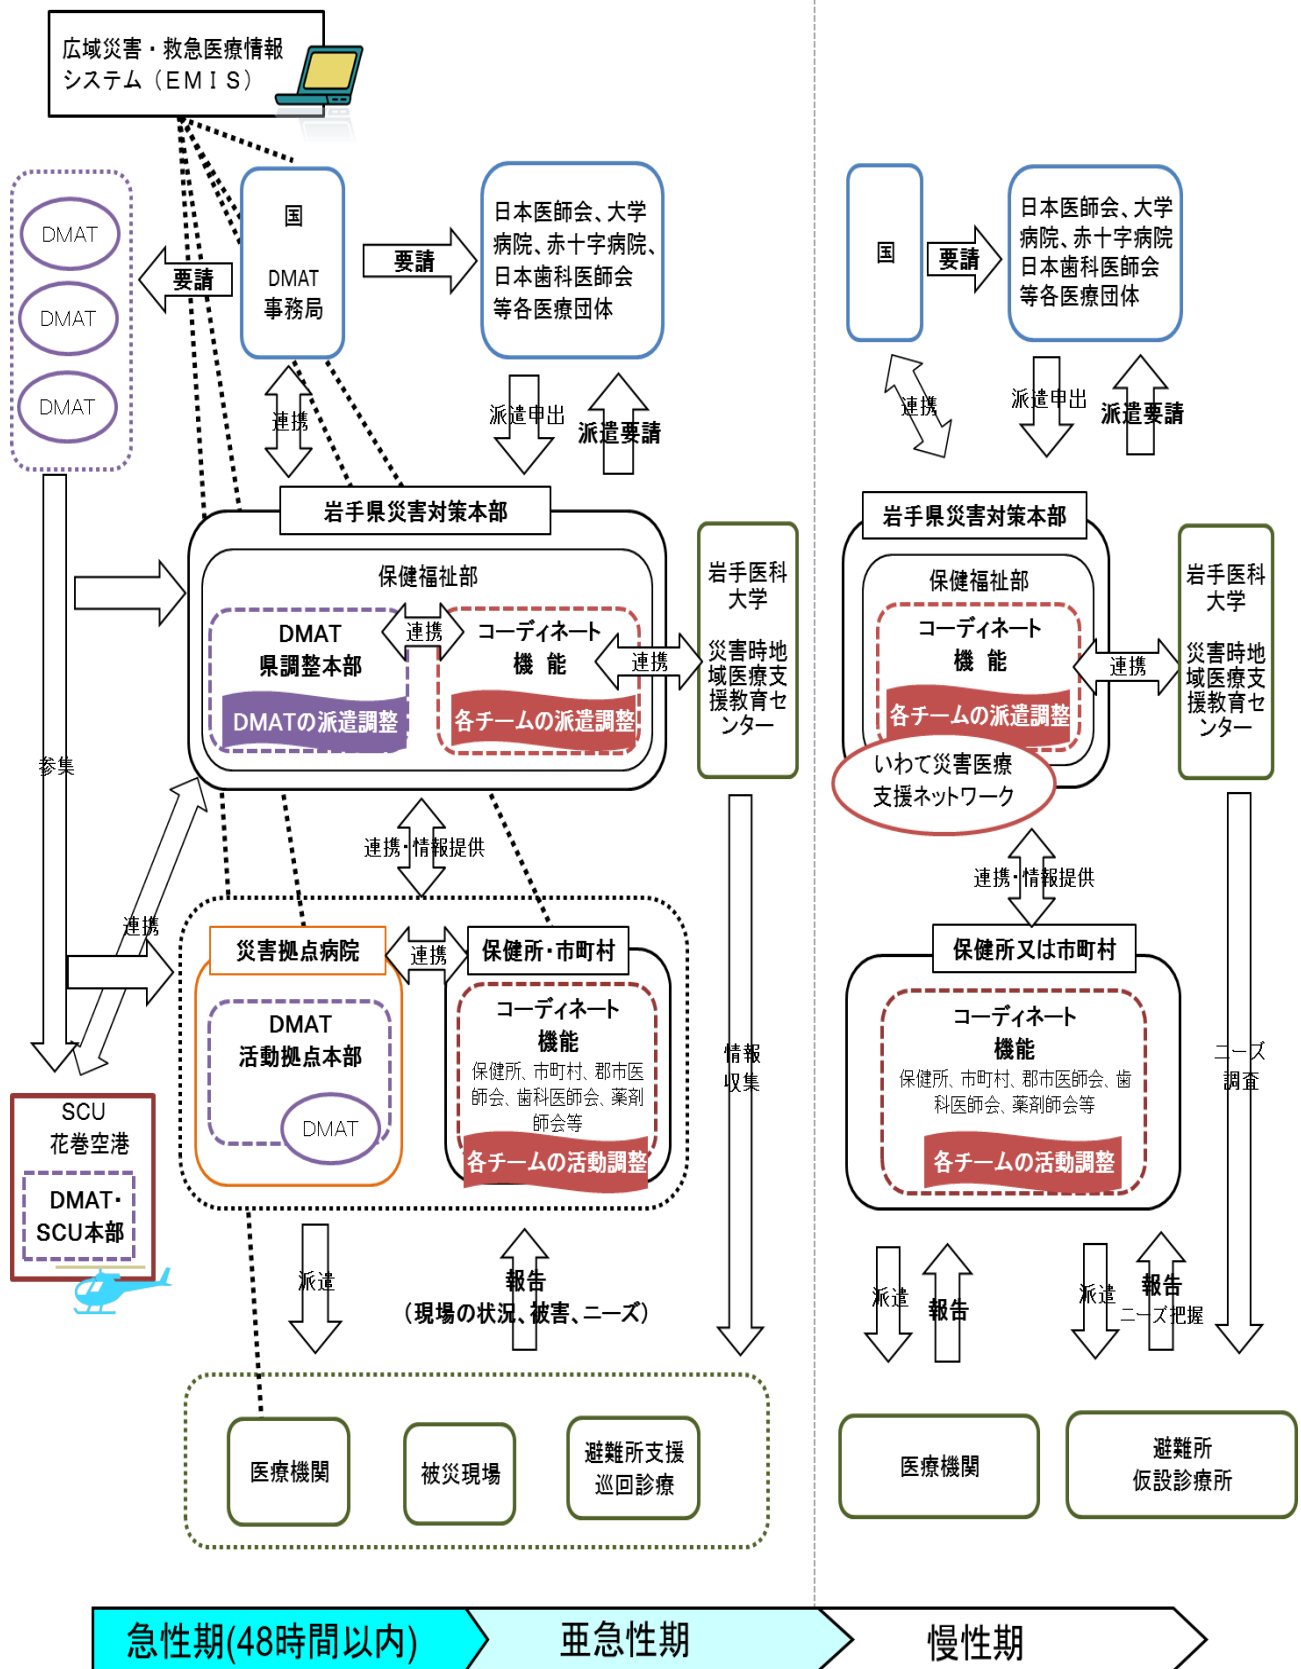 広域災害・救急医療情報
システム（ＥＭＩＳ）
DMAT
DMAT
DMAT
要請
国
DMAT
事務局
要請
日本医師会、大学
病院、赤十字病院、
日本歯科医師会
等各医療団体
連携
派遣申出
派遣要請
岩手県災害対策本部
保健福祉部
DMAT
県調整本部
DMATの派遣調整
連携
コーディネート
機 能
各チームの派遣調整
連携
岩手医科
大学
災害時地
域医療支
援教育セ
ンター
参集
連携
連携・情報提供
災害拠点病院
DMAT
活動拠点本部
DMAT
連携
保健所・市町村
コーディネート
機能
保健所、市町村、郡市医
師会、歯科医師会、薬剤
師会等
各チームの活動調整
情報
収集
SCU
花巻空港
DMAT・
SCU本部
派遣
報告
（現場の状況、被害、ニーズ）
医療機関
被災現場
避難所支援
巡回診療
国
要請
日本医師会、大学
病院、赤十字病院
日本歯科医師会
等各医療団体
連携
派遣申出
派遣要請
岩手県災害対策本部
保健福祉部
コーディネート
機 能
各チームの派遣調整
いわて災害医療
支援ネットワーク
連携
岩手医科
大学
災害時地
域医療支
援教育セ
ンター
連携・情報提供
保健所又は市町村
コーディネート
機能
保健所、市町村、郡市医師会、歯
科医師会、薬剤師会等
各チームの活動調整
ニーズ
調査
派遣
報告
派遣
報告
ニーズ把握
医療機関
避難所
仮設診療所
急性期(48時間以内)
亜急性期
慢性期